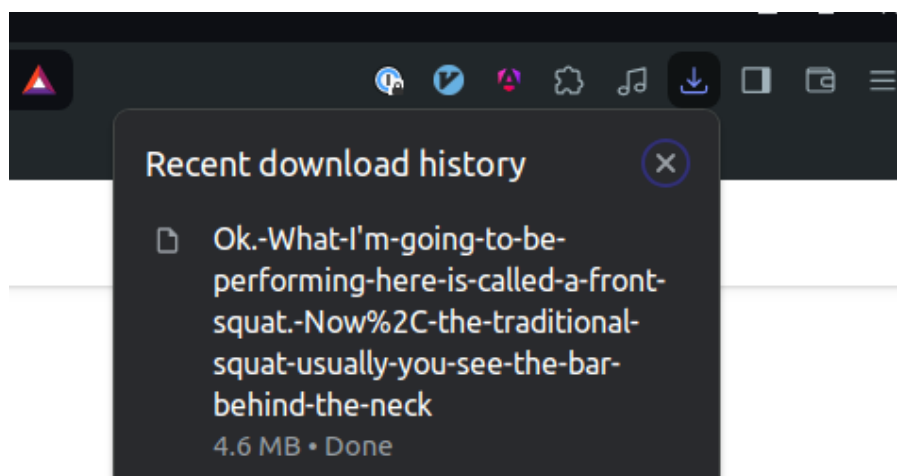 Recent download history
Ok.-What-I'm-going-to-be-
performing-here-is-called-a-front-
squat.-Now%2C-the-traditional-
squat-usually-you-see-the-bar-
behind-the-neck
4.6 MB • Done